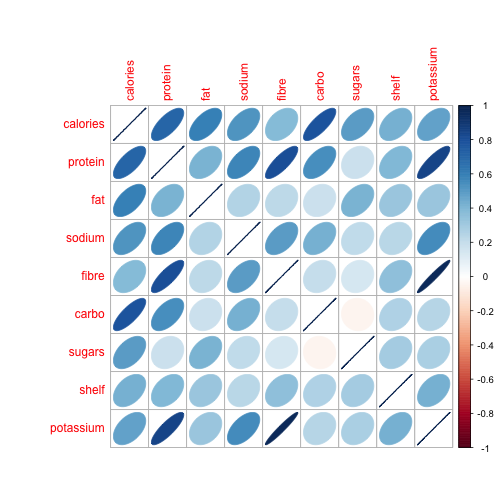 calories
protein
fat
sodium
fibre
carbo
sugars
shelf
potassium
calories
protein
fat
sodium
fibre
carbo
sugars
shelf
potassium
1
0.8
0.6
0.4
0.2
0
-0.2
-0.4
-0.6
-0.8
-1